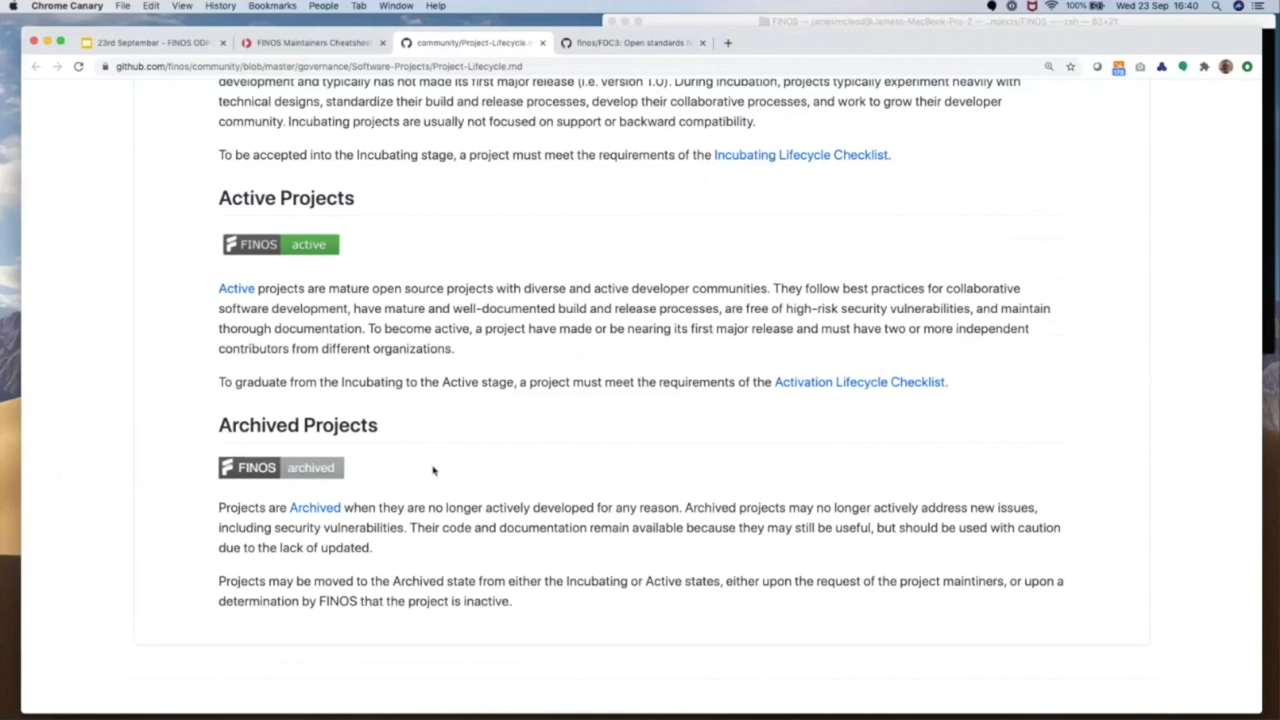 Chrome Canary File Edit View History Bookmarks People Tab Window Help 100% Wed 23 Sep 16:40
FINOS — jamesmcleod@Jamess-MacBook-Pro-2 — ..rojects/FINOS — -zsh — 83×21
23rd September - FINOS ODP
FINOS Maintainers Cheatshee
community/Project-Lifecycle.m
finos/FDC3: Open standards f
github.com/finos/community/blob/master/governance/Software-Projects/Project-Lifecycle.md
development and typically has not made its first major release (i.e. version 1.0). During incubation, projects typically experiment heavily with
technical designs, standardize their build and release processes, develop their collaborative processes, and work to grow their developer
community. Incubating projects are usually not focused on support or backward compatibility.
To be accepted into the Incubating stage, a project must meet the requirements of the Incubating Lifecycle Checklist.
Active Projects
FINOS active
Active projects are mature open source projects with diverse and active developer communities. They follow best practices for collaborative
software development, have mature and well-documented build and release processes, are free of high-risk security vulnerabilities, and maintain
thorough documentation. To become active, a project have made or be nearing its first major release and must have two or more independent
contributors from different organizations.
To graduate from the Incubating to the Active stage, a project must meet the requirements of the Activation Lifecycle Checklist.
Archived Projects
FINOS archived
Projects are Archived when they are no longer actively developed for any reason. Archived projects may no longer actively address new issues,
including security vulnerabilities. Their code and documentation remain available because they may still be useful, but should be used with caution
due to the lack of updated.
Projects may be moved to the Archived state from either the Incubating or Active states, either upon the request of the project maintiners, or upon a
determination by FINOS that the project is inactive.